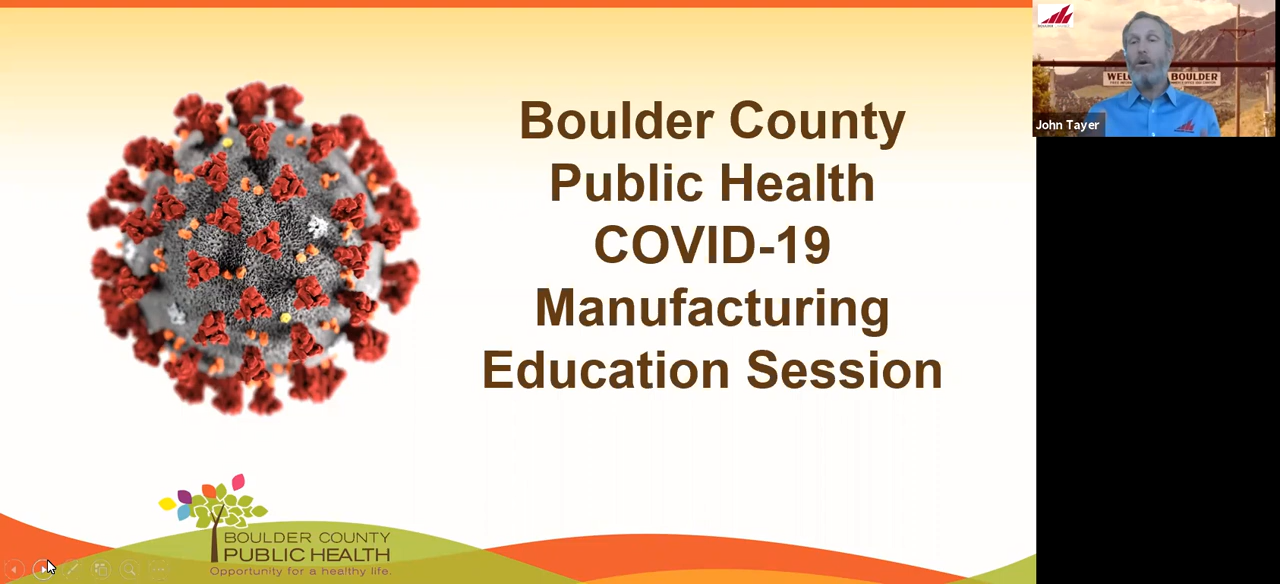 Boulder County
Public Health
COVID-19
Manufacturing
Education Session
BOULDER COUNTY
PUBLIC HEALTH
Opportunity for a healthy life.
BOULDER
John Tayer